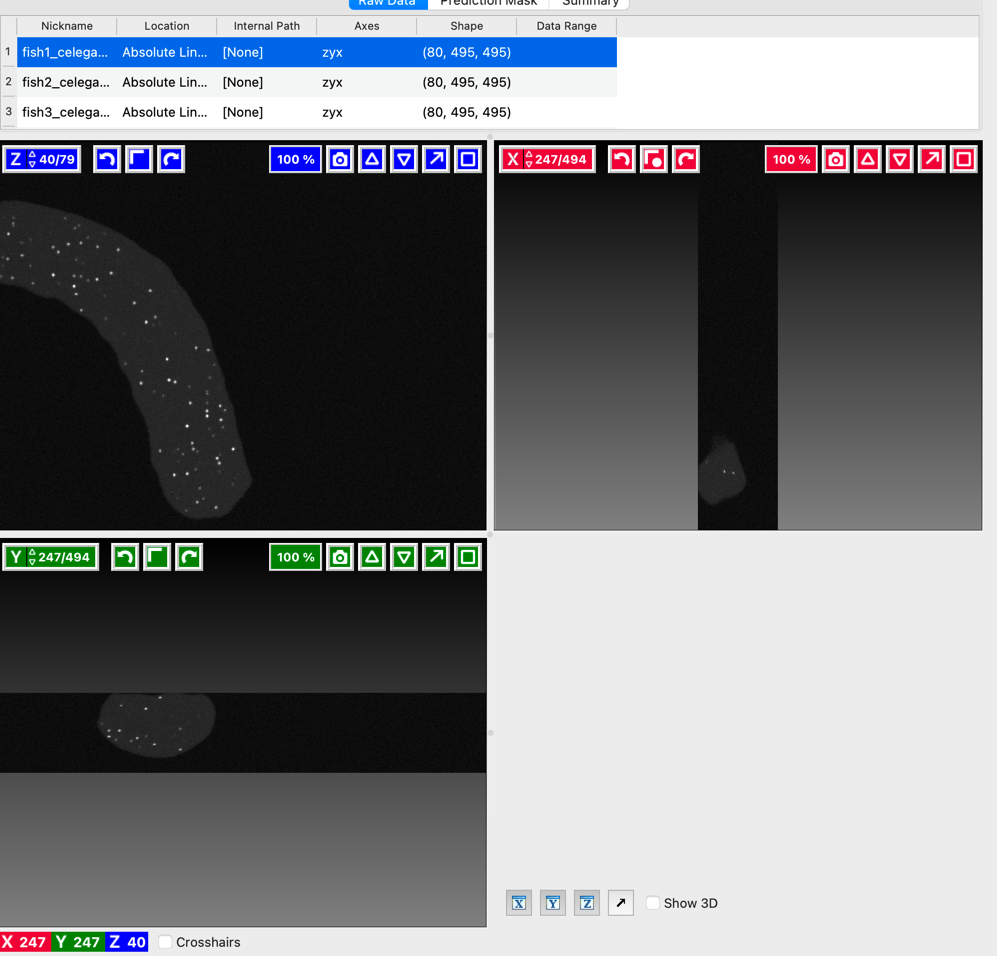 Raw Data Prediction Mask Summary
Nickname Location Internal Path Axes Shape Data Range
1 fish1_celega... Absolute Lin... [None] zyx (80, 495, 495)
2 fish2_celega... Absolute Lin... [None] zyx (80, 495, 495)
3 fish3_celega... Absolute Lin... [None] zyx (80, 495, 495)
Z 40/79 100 % X 247/494 100 %
Y 247/494 100 %
X Y Z Show 3D
X 247 Y 247 Z 40 Crosshairs